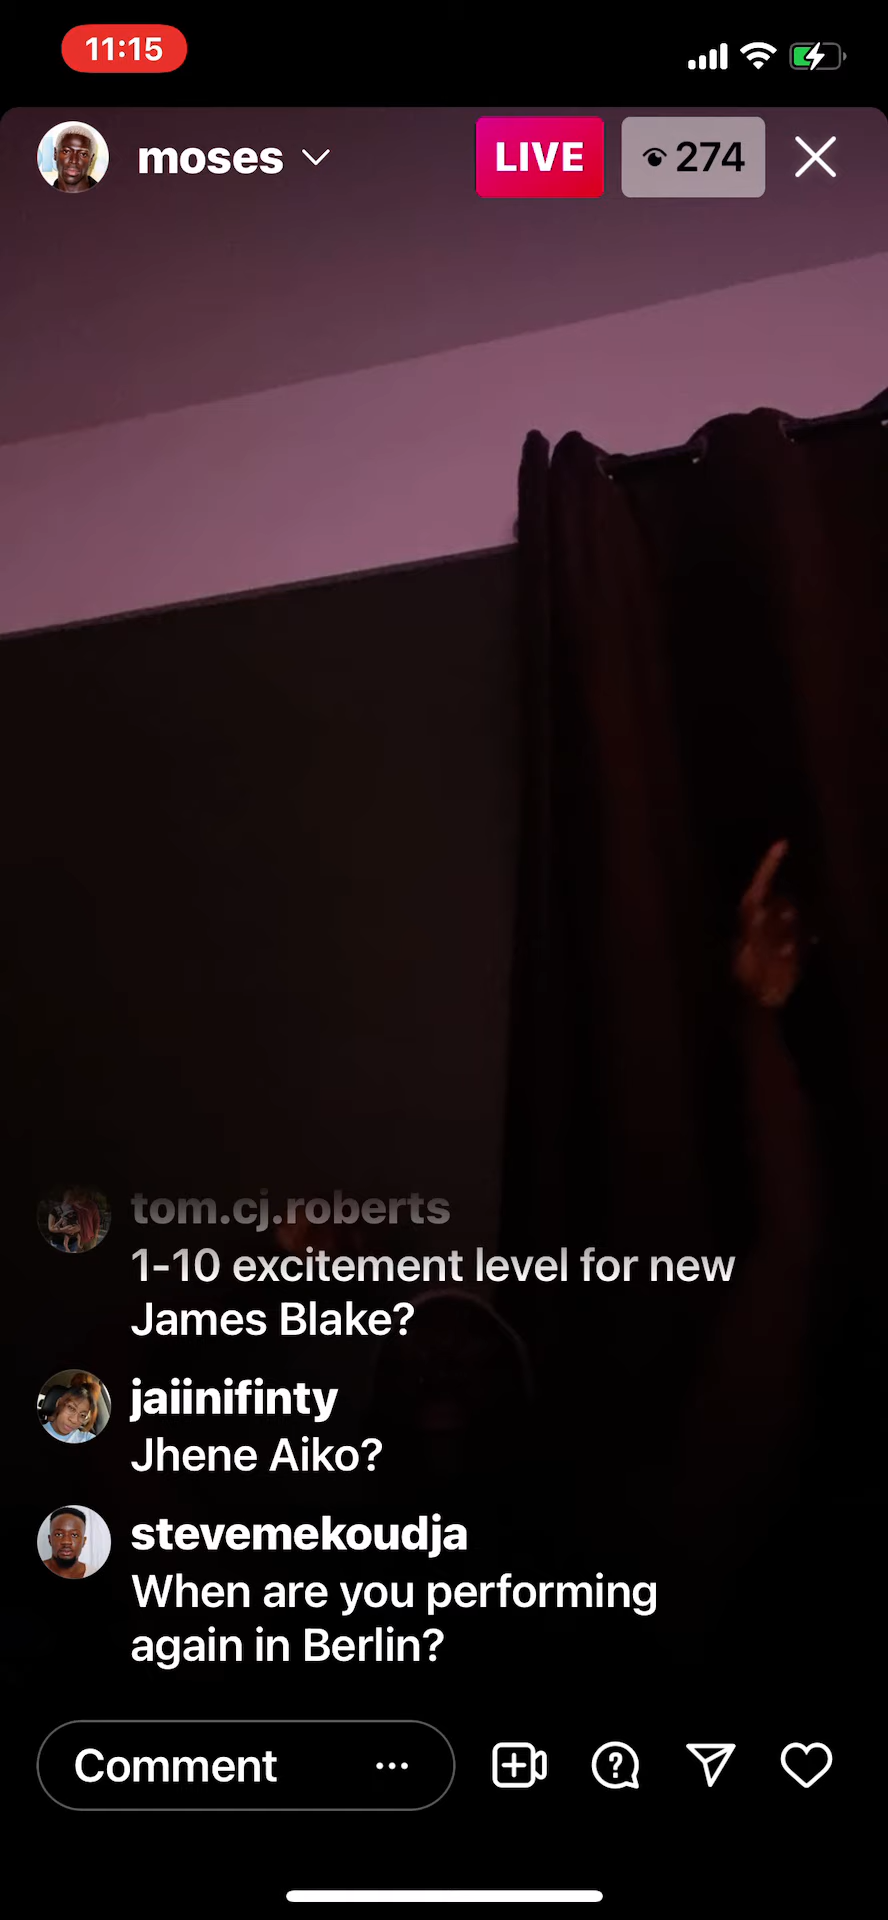 11:15
moses
LIVE
274
tom.cj.roberts
1-10 excitement level for new
James Blake?
jaiinifinty
Jhene Aiko?
stevemekoudja
When are you performing
again in Berlin?
Comment